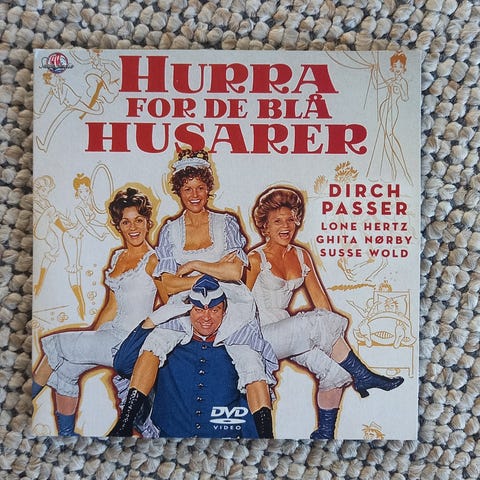 HURRA
FOR DE BLÅ
HUSARER
DIRCH
PASSER
LONE HERTZ
GHITA NØRBY
SUSSE WOLD
DVD
VIDEO